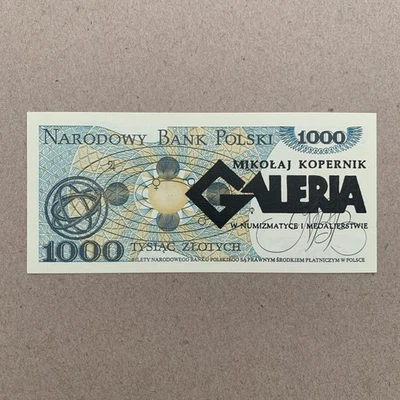 NARODOWY BANK POLSKI 1000
MIKOŁAJ KOPERNIK
GALERIA
W NUMIZMATYCE I MEDALIERSTWIE
1000 TYSIĄC ZŁOTYCH
BILETY NARODOWEGO BANKU POLSKIEGO SĄ PRAWNYM ŚRODKIEM PŁATNICZYM W POLSCE